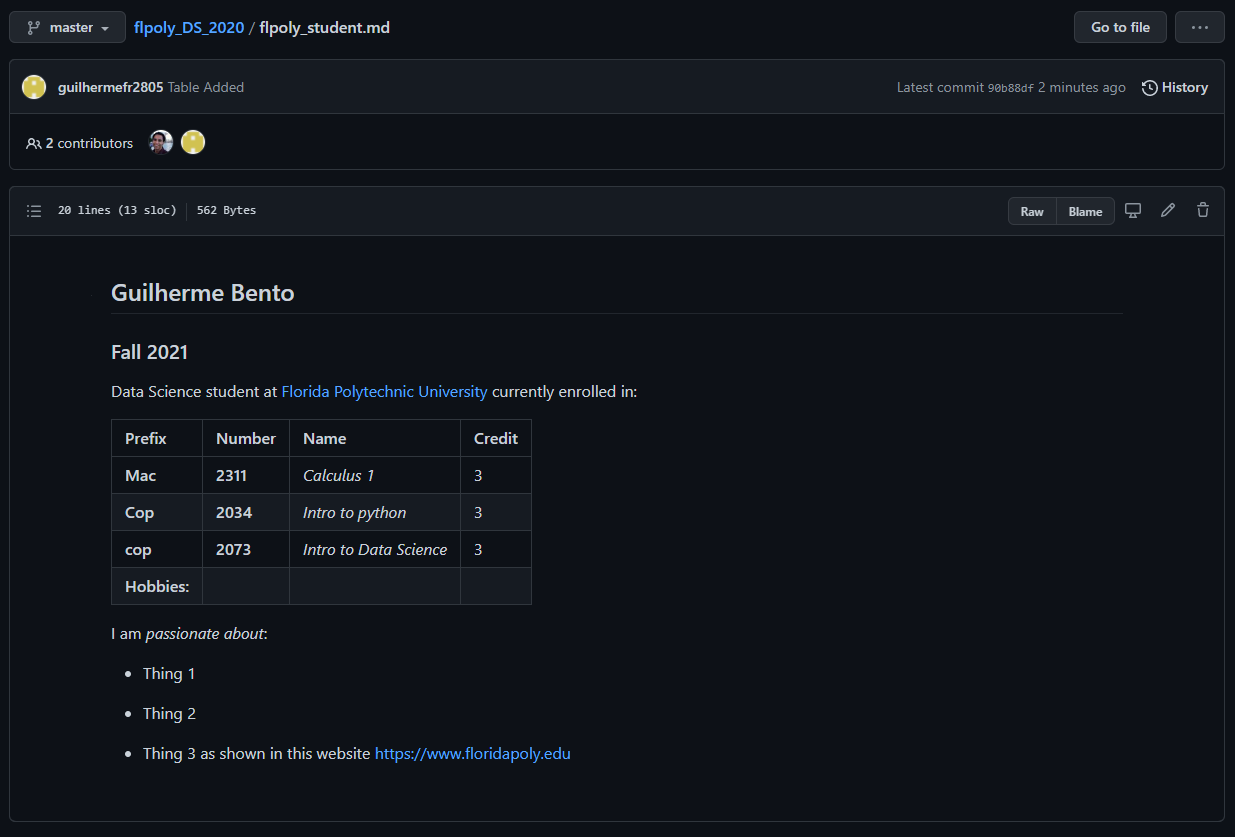 master flpoly_DS_2020 / flpoly_student.md Go to file ...
guilhermefr2805 Table Added Latest commit 90b88df 2 minutes ago History
2 contributors
20 lines (13 sloc) 562 Bytes Raw Blame
Guilherme Bento
Fall 2021
Data Science student at Florida Polytechnic University currently enrolled in:
Prefix Number Name Credit
Mac 2311 Calculus 1 3
Cop 2034 Intro to python 3
cop 2073 Intro to Data Science 3
Hobbies:
I am passionate about:
• Thing 1
• Thing 2
• Thing 3 as shown in this website https://www.floridapoly.edu